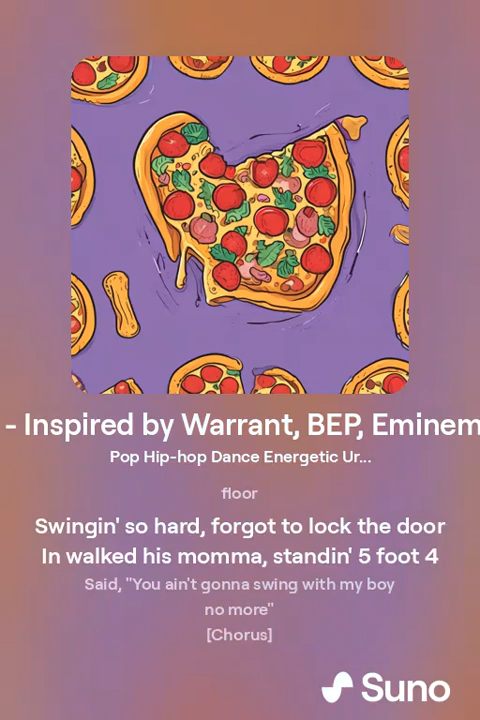 - Inspired by Warrant, BEP, Eminem
Pop Hip-hop Dance Energetic Ur...
floor
Swingin' so hard, forgot to lock the door
In walked his momma, standin' 5 foot 4
Said, "You ain't gonna swing with my boy
no more"
[Chorus]
Suno